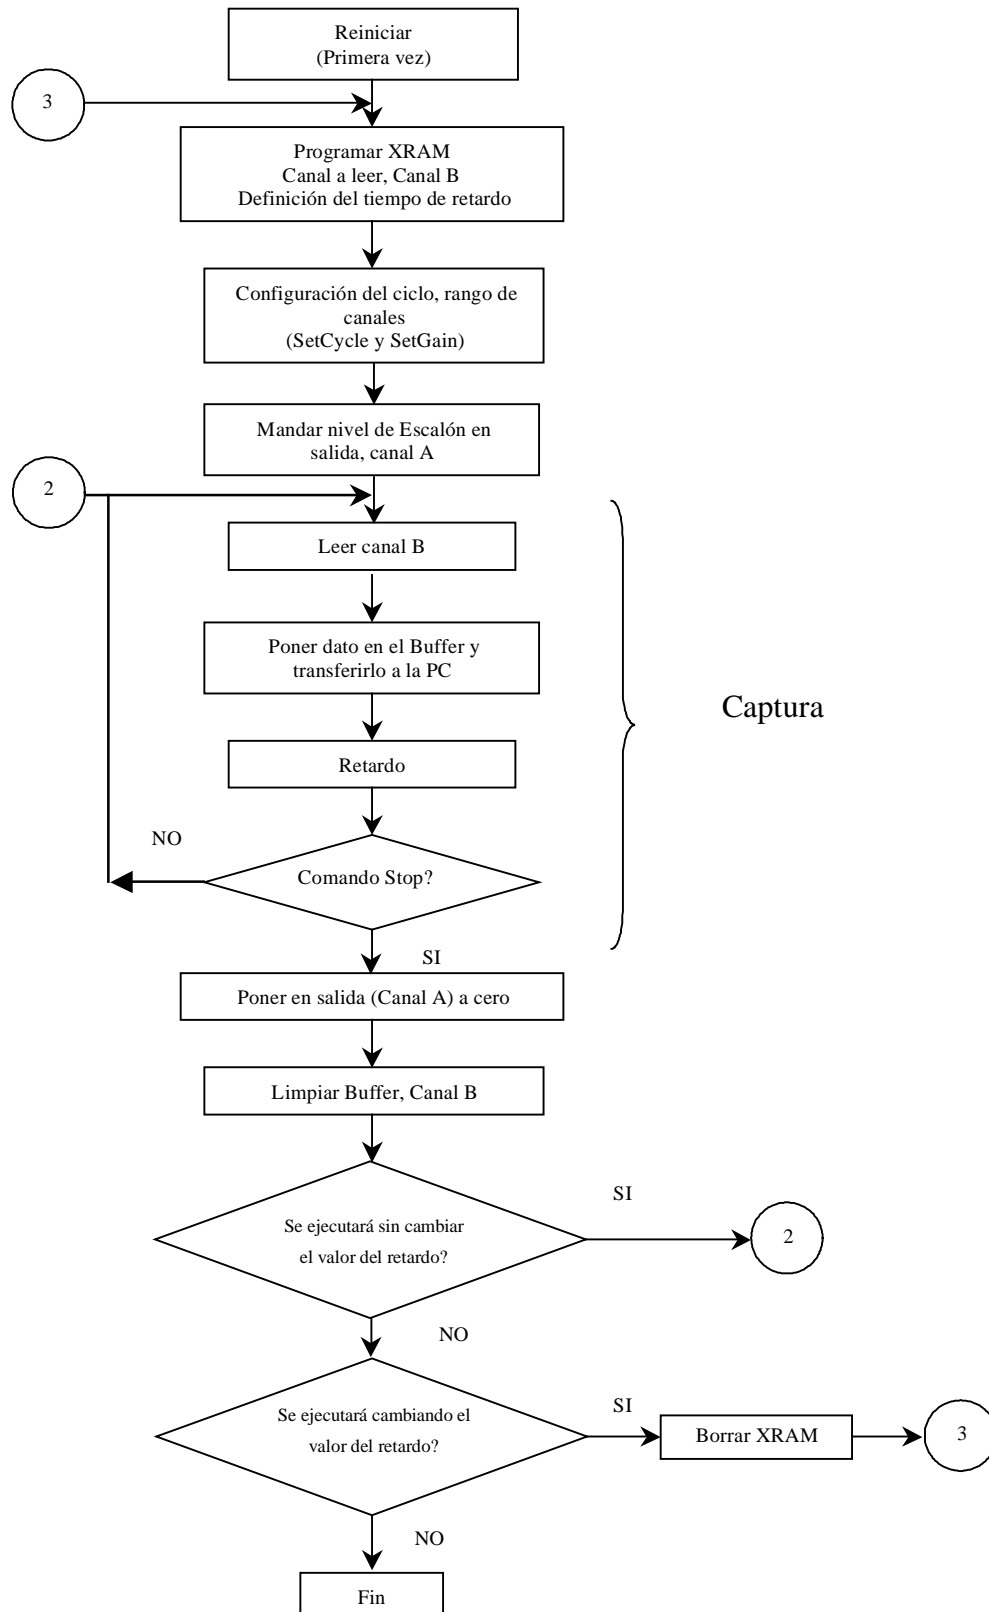 Reiniciar
(Primera vez)
3
Programar XRAM
Canal a leer, Canal B
Definición del tiempo de retardo
Configuración del ciclo, rango de
canales
(SetCycle y SetGain)
Mandar nivel de Escalón en
salida, canal A
2
Leer canal B
Poner dato en el Buffer y
transferirlo a la PC
Captura
Retardo
NO
Comando Stop?
SI
Poner en salida (Canal A) a cero
Limpiar Buffer, Canal B
SI
Se ejecutará sin cambiar
el valor del retardo?
2
NO
SI
Se ejecutará cambiando el
valor del retardo?
Borrar XRAM
3
NO
Fin